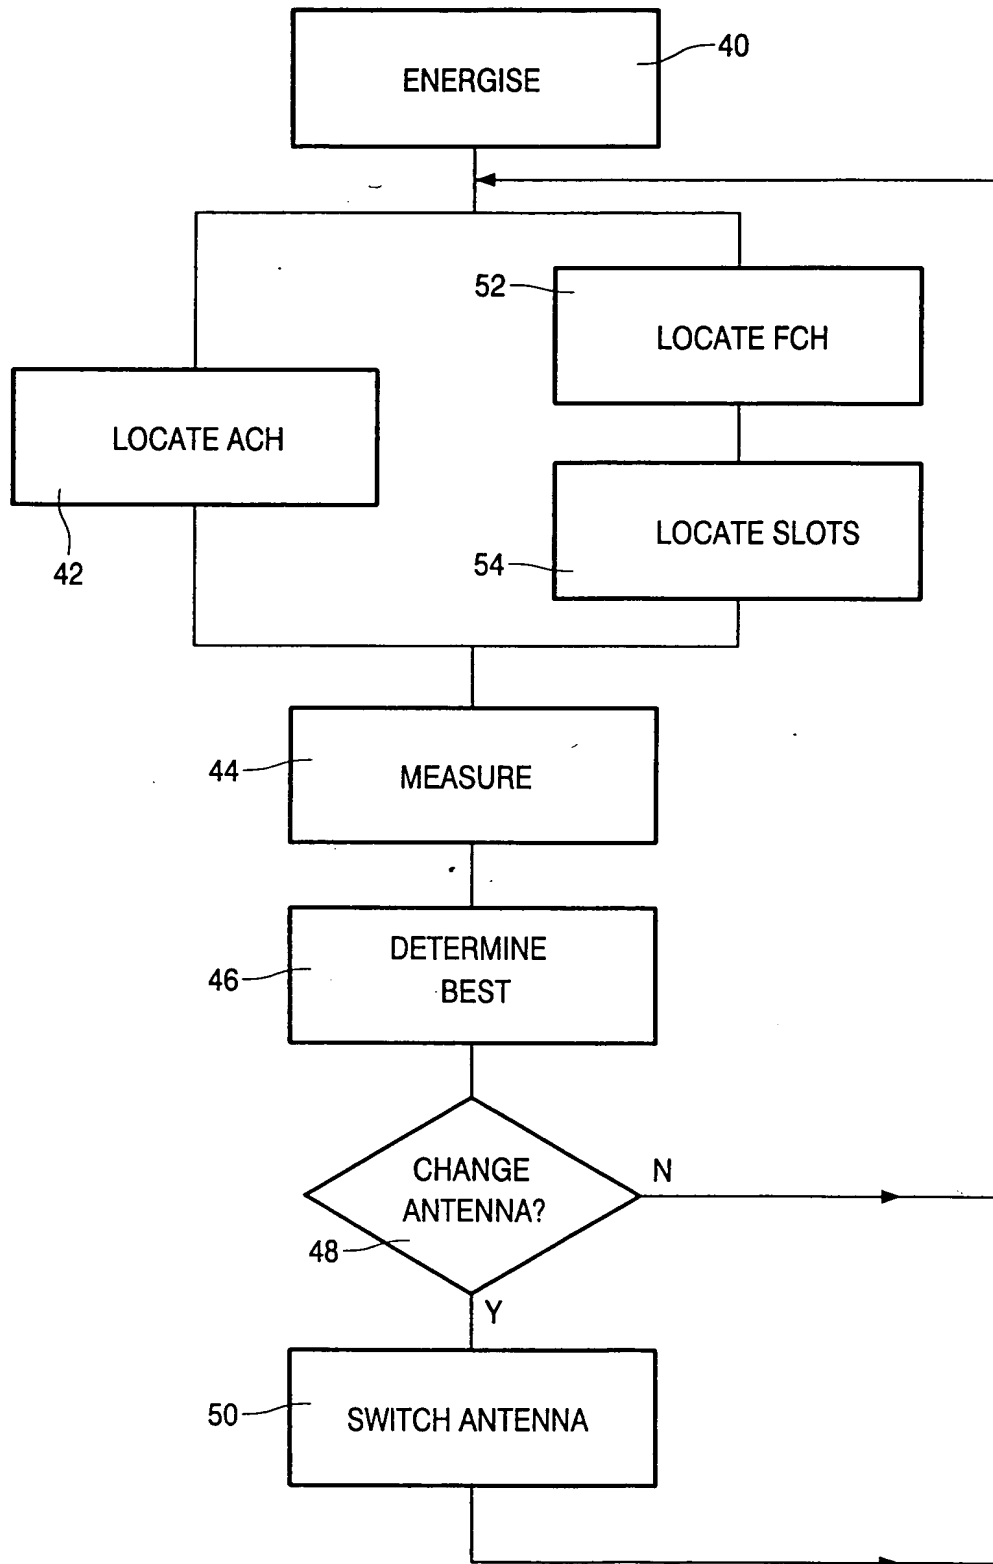 ENERGISE
40
52
LOCATE FCH
LOCATE ACH
42
LOCATE SLOTS
54
44
MEASURE
46
DETERMINE
BEST
CHANGE
ANTENNA?
48
N
Y
50
SWITCH ANTENNA